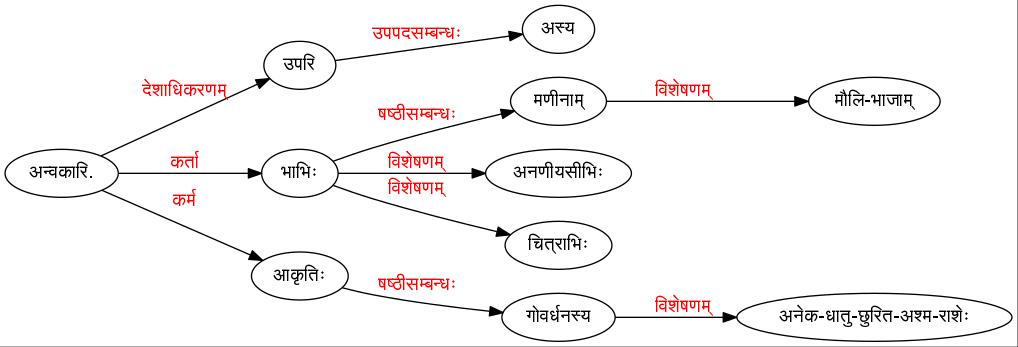 अस्य
उपपदसम्बन्धः
उपरि
देशाधिकरणम्
मणीनाम्
विशेषणम्
मौलि-भाजाम्
षष्ठीसम्बन्धः
अन्वकारि.
कर्ता
भाभिः
विशेषणम्
अनणीयसीभिः
विशेषणम्
कर्म
चित्राभिः
आकृतिः
षष्ठीसम्बन्धः
गोवर्धनस्य
विशेषणम्
अनेक-धातु-छुरित-अश्म-राशेः